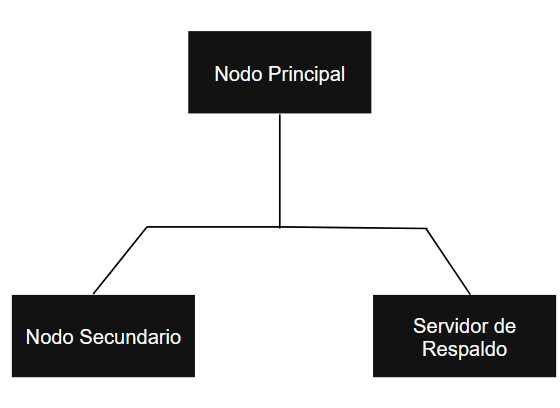 Nodo Principal
Nodo Secundario
Servidor de
Respaldo